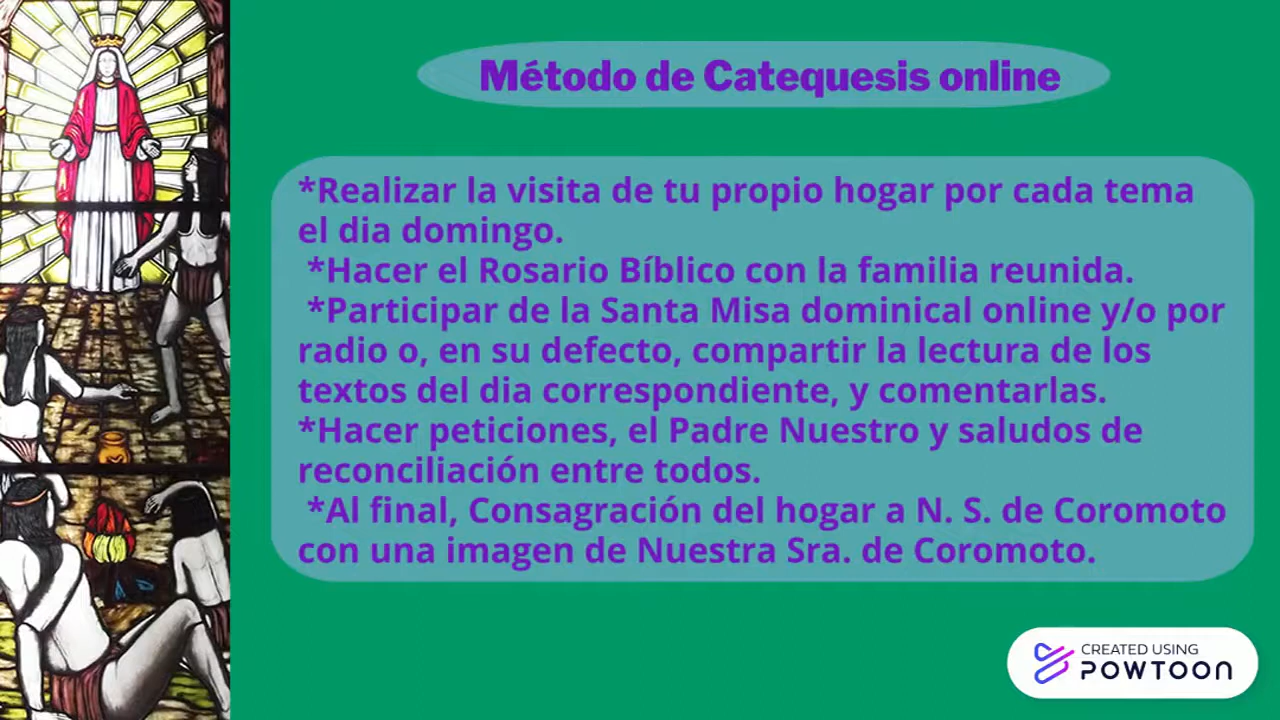 Método de Catequesis online
*Realizar la visita de tu propio hogar por cada tema
el dia domingo.
*Hacer el Rosario Bíblico con la familia reunida.
*Participar de la Santa Misa dominical online y/o por
radio o, en su defecto, compartir la lectura de los
textos del dia correspondiente, y comentarlas.
*Hacer peticiones, el Padre Nuestro y saludos de
reconciliación entre todos.
*Al final, Consagración del hogar a N. S. de Coromoto
con una imagen de Nuestra Sra. de Coromoto.
CREATED USING
POWTOON